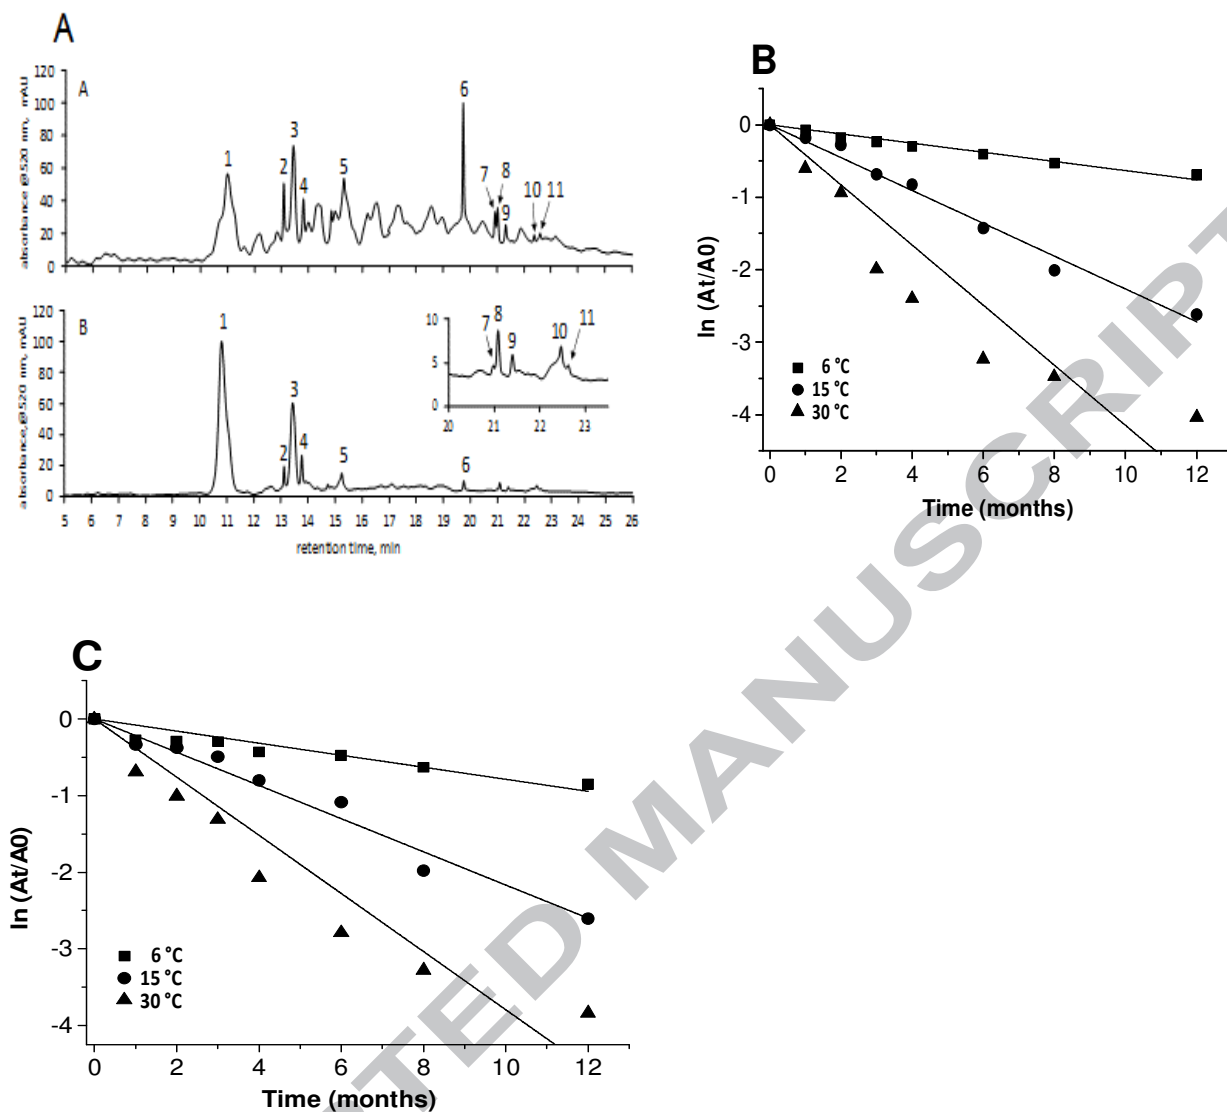 A
A
absorbance @520 nm, mAU
120
100
80
60
40
20
0
1
2
3
4
5
6
7
8
9
10
11
B
absorbance,@520 nm, mAU
120
100
80
60
40
20
0
1
2
3
4
5
6
10
5
0
7
8
9
10
11
20 21 22 23
5 6 7 8 9 10 11 12 13 14 15 16 17 18 19 20 21 22 23 24 25 26
retention time, min
B
ln (At/A0)
0
-1
-2
-3
-4
6 °C
15 °C
30 °C
0 2 4 6 8 10 12
Time (months)
C
ln (At/A0)
0
-1
-2
-3
-4
6 °C
15 °C
30 °C
0 2 4 6 8 10 12
Time (months)
TED MANUSCRIPT